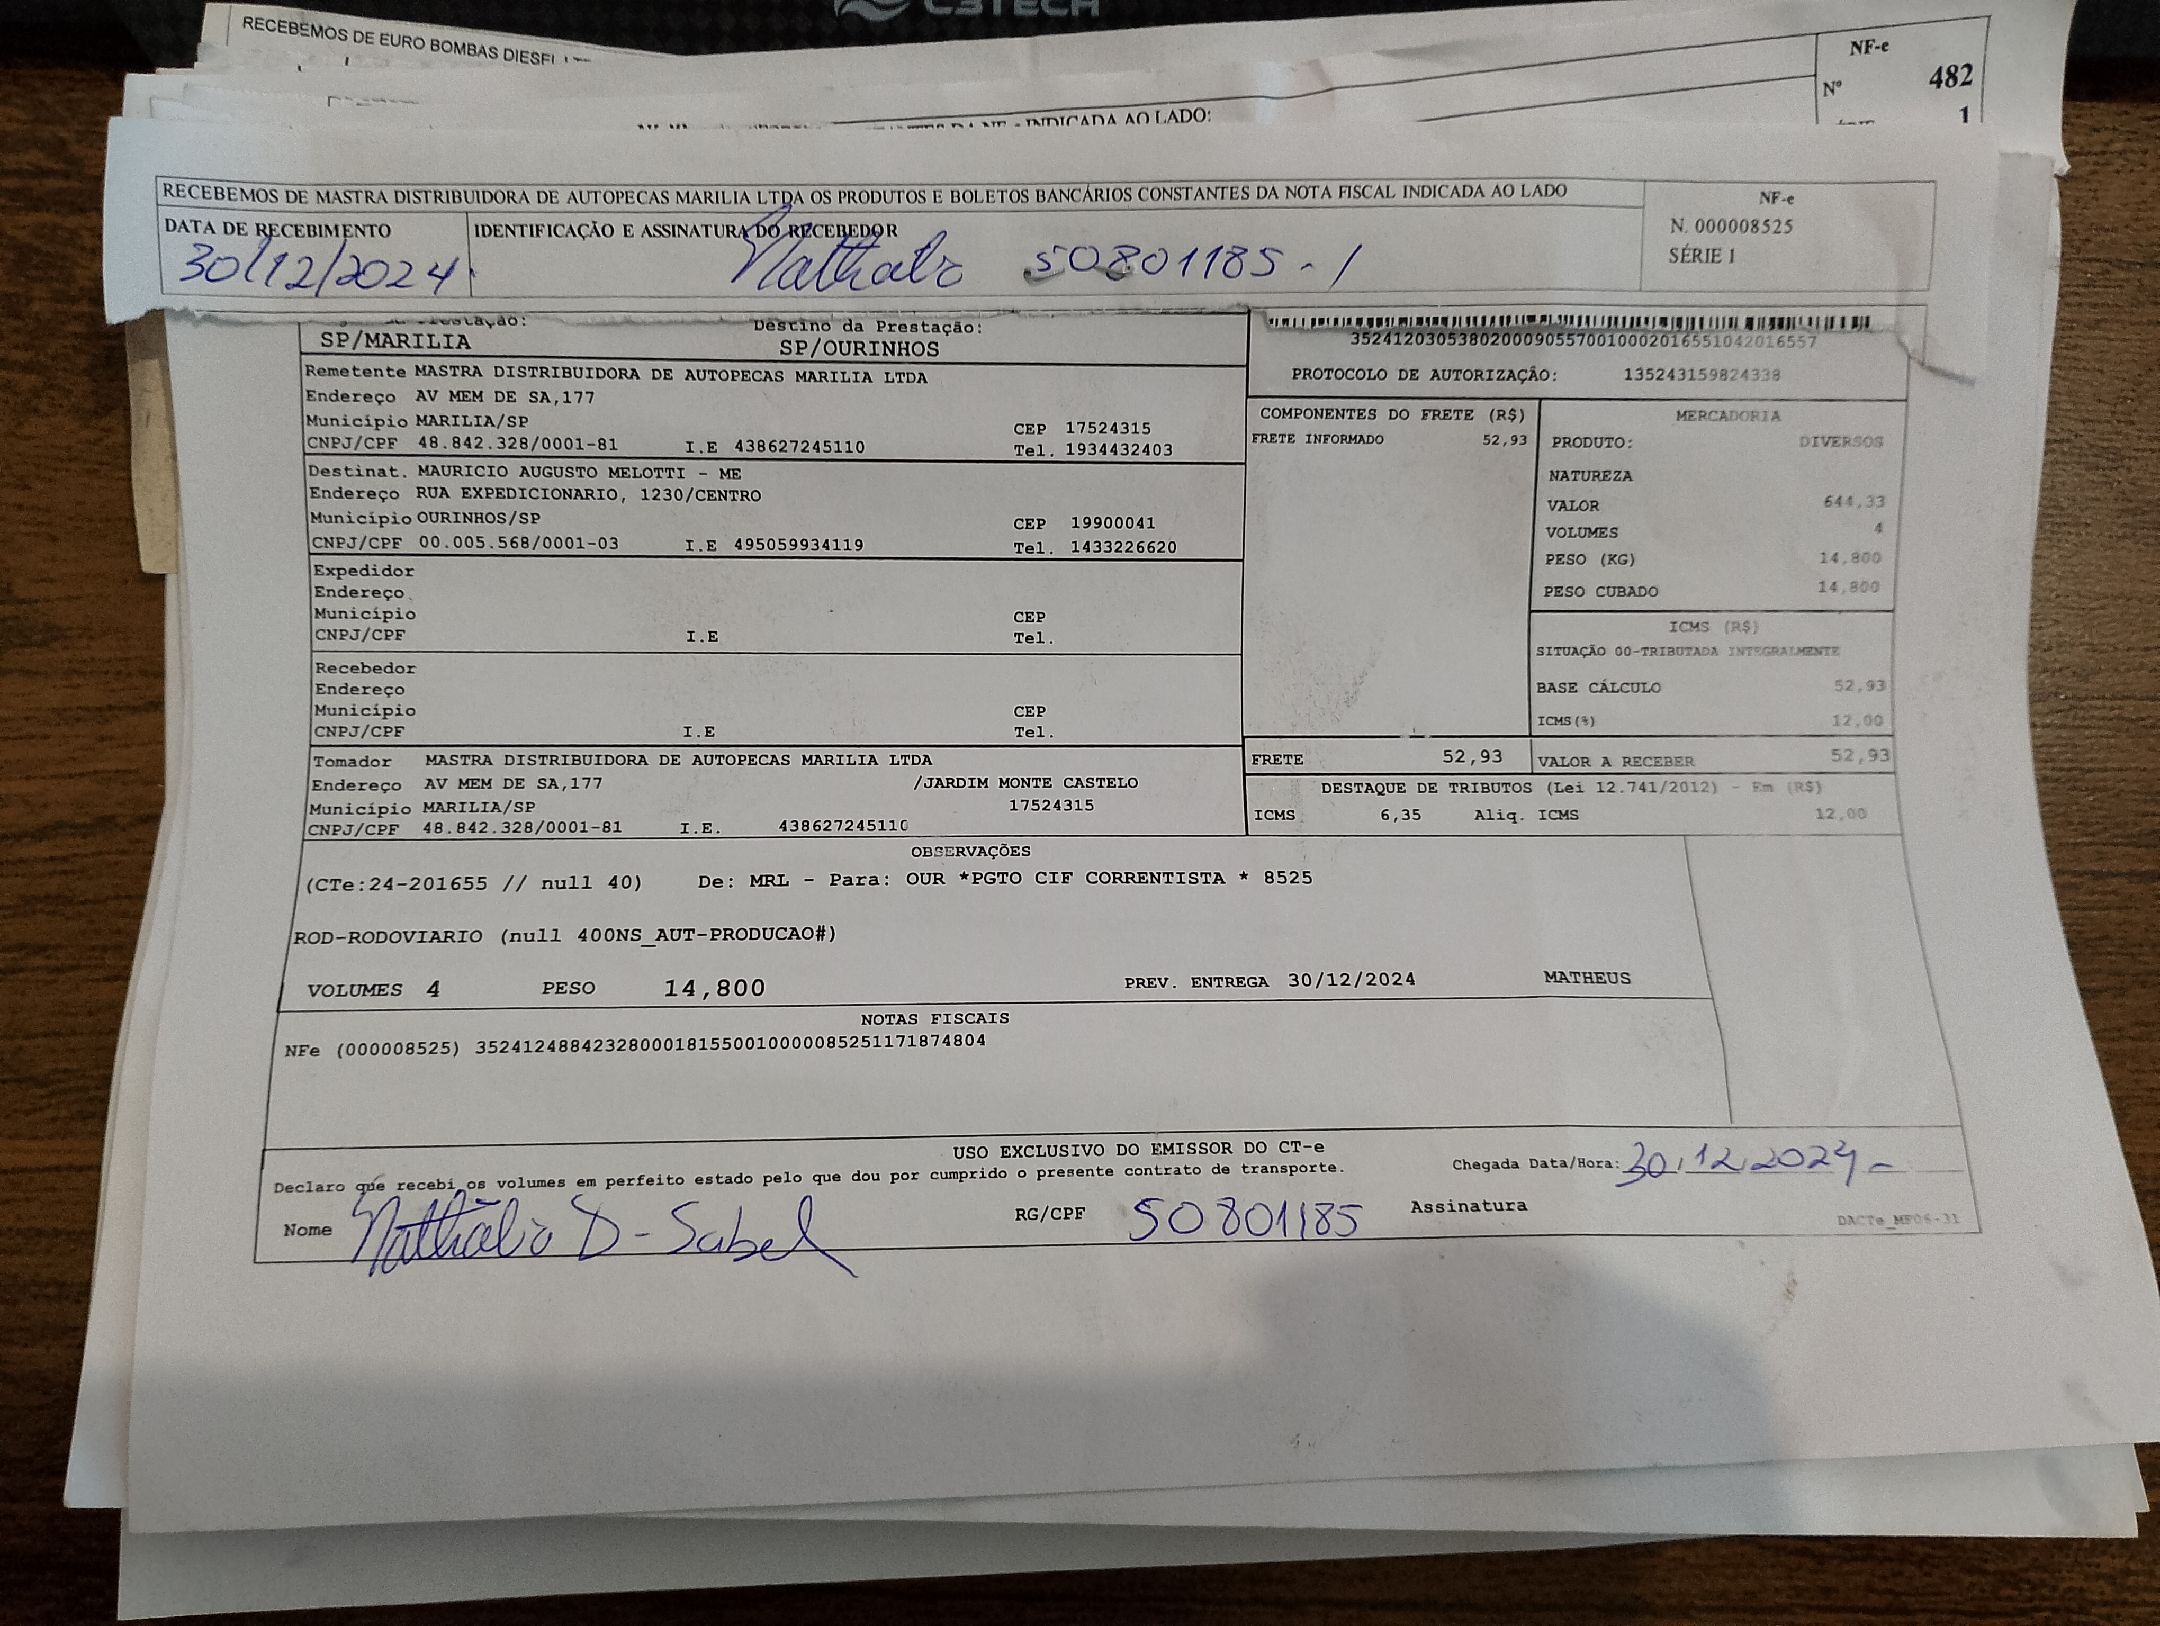 C3TECH
RECEBEMOS DE EURO BOMBAS DIESEL
NF-e
Nº 482
1
INDICADA AO LADO:
RECEBEMOS DE MASTRA DISTRIBUIDORA DE AUTOPECAS MARILIA LTDA OS PRODUTOS E BOLETOS BANCÁRIOS CONSTANTES DA NOTA FISCAL INDICADA AO LADO
NF-e
N. 000008525
SÉRIE 1
DATA DE RECEBIMENTO
30/12/2024
IDENTIFICAÇÃO E ASSINATURA DO RECEBEDOR
50801185-1
Destino da Prestação:
SP/MARILIA SP/OURINHOS
35241203053802000905570010002016551042016557
PROTOCOLO DE AUTORIZAÇÃO: 135243159824338
Remetente MASTRA DISTRIBUIDORA DE AUTOPECAS MARILIA LTDA
Endereço AV MEM DE SA,177
Município MARILIA/SP CEP 17524315
CNPJ/CPF 48.842.328/0001-81 I.E 438627245110 Tel. 1934432403
Destinat. MAURICIO AUGUSTO MELOTTI - ME
Endereço RUA EXPEDICIONARIO, 1230/CENTRO
Município OURINHOS/SP CEP 19900041
CNPJ/CPF 00.005.568/0001-03 I.E 495059934119 Tel. 1433226620
Expedidor
Endereço
Município CEP
CNPJ/CPF I.E Tel.
Recebedor
Endereço
Município CEP
CNPJ/CPF I.E Tel.
Tomador MASTRA DISTRIBUIDORA DE AUTOPECAS MARILIA LTDA
Endereço AV MEM DE SA,177 /JARDIM MONTE CASTELO
Município MARILIA/SP 17524315
CNPJ/CPF 48.842.328/0001-81 I.E. 438627245110
COMPONENTES DO FRETE (R$)
FRETE INFORMADO 52,93
MERCADORIA
PRODUTO: DIVERSOS
NATUREZA
VALOR 644,33
VOLUMES 4
PESO (KG) 14,800
PESO CUBADO 14,800
ICMS (R$)
SITUAÇÃO 00-TRIBUTADA INTEGRALMENTE
BASE CÁLCULO 52,93
ICMS(%) 12,00
FRETE 52,93 VALOR A RECEBER 52,93
DESTAQUE DE TRIBUTOS (Lei 12.741/2012) - Em (R$)
ICMS 6,35 Aliq. ICMS 12,00
OBSERVAÇÕES
(CTe:24-201655 // null 40) De: MRL - Para: OUR *PGTO CIF CORRENTISTA * 8525
ROD-RODOVIARIO (null 400NS_AUT-PRODUCAO#)
VOLUMES 4 PESO 14,800 PREV. ENTREGA 30/12/2024 MATHEUS
NOTAS FISCAIS
NFe (000008525) 35241248842328000181550010000085251171874804
USO EXCLUSIVO DO EMISSOR DO CT-e
Declaro que recebi os volumes em perfeito estado pelo que dou por cumprido o presente contrato de transporte.
Chegada Data/Hora: 30/12/2024
Nome RG/CPF 50801185 Assinatura
DACTe_MF06-31